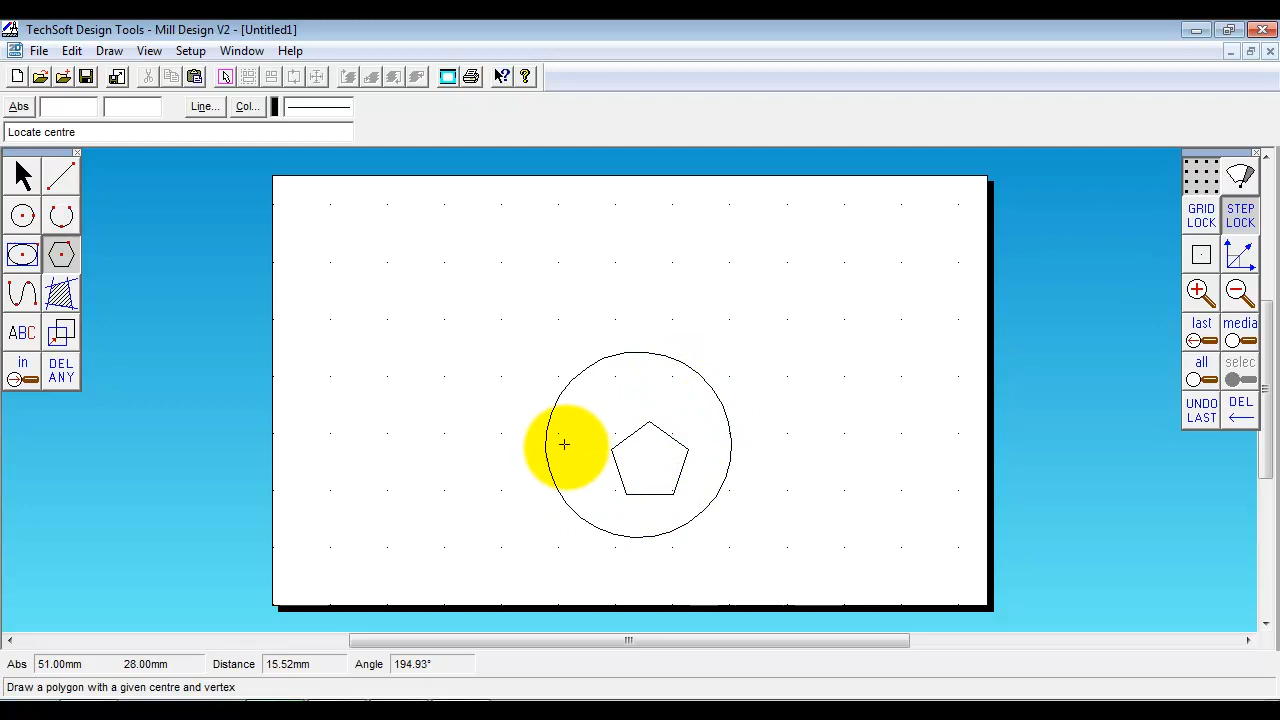 TechSoft Design Tools - Mill Design V2 - [Untitled1]
File Edit Draw View Setup Window Help
Abs Line... Col...
Locate centre
GRID LOCK
STEP LOCK
ABC
in
DEL ANY
last
media
all
selec
UNDO LAST
DEL
Abs 51.00mm 28.00mm Distance 15.52mm Angle 194.93°
Draw a polygon with a given centre and vertex